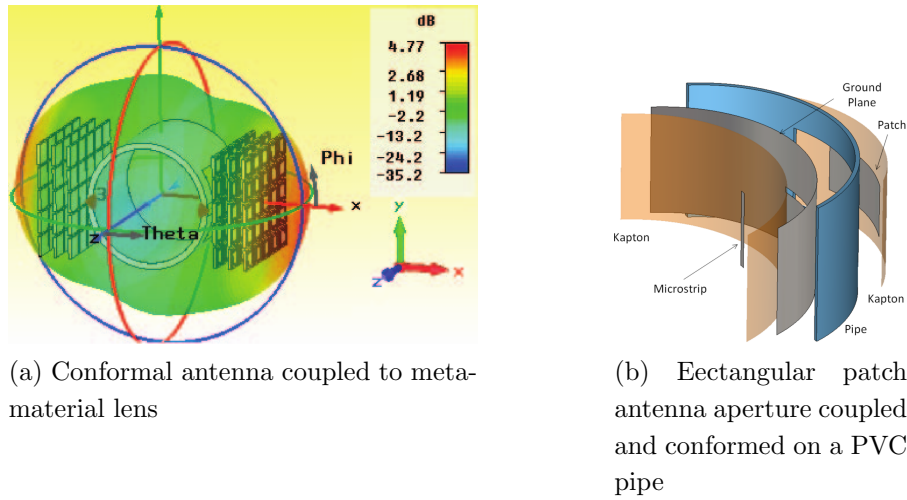 dB
4.77
2.68
1.19
-2.2
-13.2
-24.2
-35.2
Phi
x
y
3
z
Theta
z
x
Ground
Plane
Patch
Kapton
Microstrip
Kapton
Pipe
(a) Conformal antenna coupled to meta-
material lens
(b) Eectangular patch
antenna aperture coupled
and conformed on a PVC
pipe